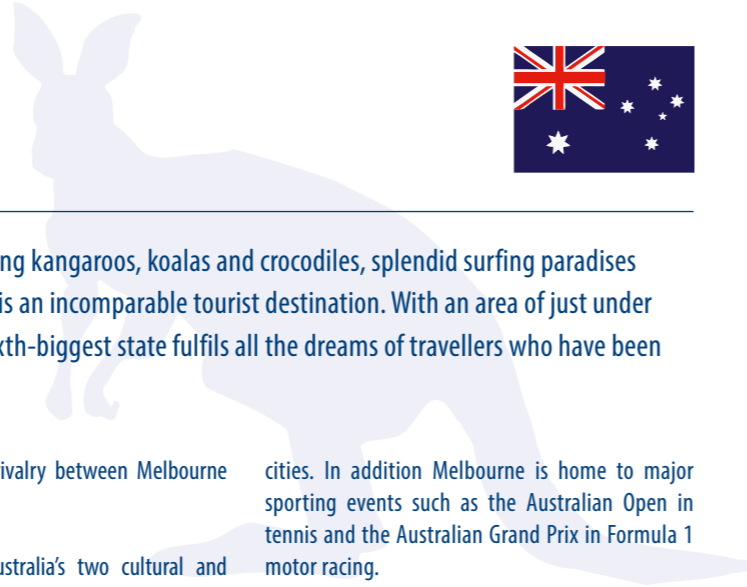 ng kangaroos, koalas and crocodiles, splendid surfing paradises
is an incomparable tourist destination. With an area of just under
xth-biggest state fulfils all the dreams of travellers who have been
ivalry between Melbourne
ustralia's two cultural and
cities. In addition Melbourne is home to major
sporting events such as the Australian Open in
tennis and the Australian Grand Prix in Formula 1
motor racing.